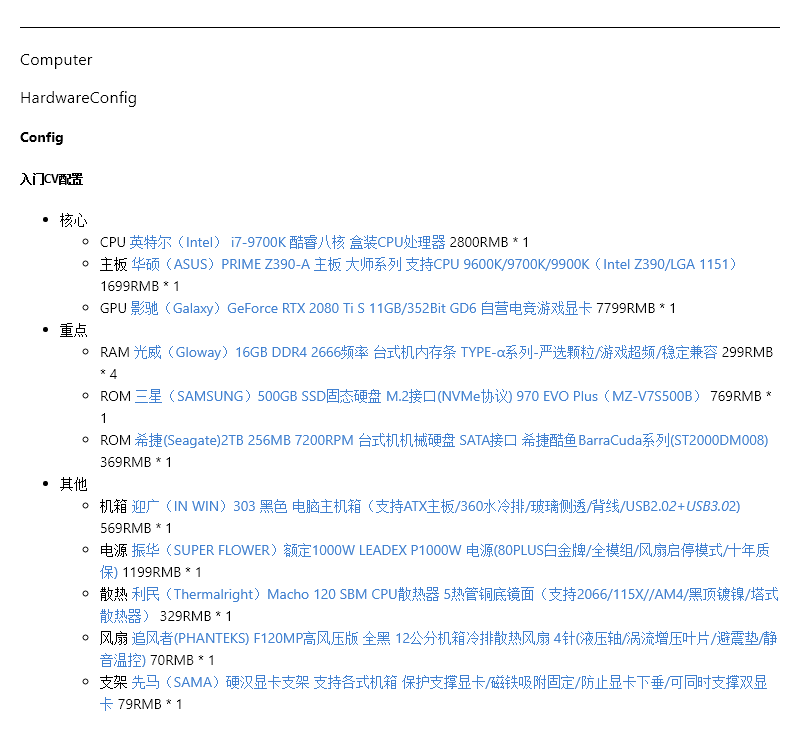 Computer
HardwareConfig
Config
入门CV配置
核心
CPU 英特尔（Intel） i7-9700K 酷睿八核 盒装CPU处理器 2800RMB * 1
主板 华硕（ASUS）PRIME Z390-A 主板 大师系列 支持CPU 9600K/9700K/9900K（Intel Z390/LGA 1151）
1699RMB * 1
GPU 影驰（Galaxy）GeForce RTX 2080 Ti S 11GB/352Bit GD6 自营电竞游戏显卡 7799RMB * 1
重点
RAM 光威（Gloway）16GB DDR4 2666频率 台式机内存条 TYPE-α系列-严选颗粒/游戏超频/稳定兼容 299RMB
* 4
ROM 三星（SAMSUNG）500GB SSD固态硬盘 M.2接口(NVMe协议) 970 EVO Plus（MZ-V7S500B） 769RMB *
1
ROM 希捷(Seagate)2TB 256MB 7200RPM 台式机机械硬盘 SATA接口 希捷酷鱼BarraCuda系列(ST2000DM008)
369RMB * 1
其他
机箱 迎广（IN WIN）303 黑色 电脑主机箱（支持ATX主板/360水冷排/玻璃侧透/背线/USB2.02+USB3.02)
569RMB * 1
电源 振华（SUPER FLOWER）额定1000W LEADEX P1000W 电源(80PLUS白金牌/全模组/风扇启停模式/十年质
保) 1199RMB * 1
散热 利民（Thermalright）Macho 120 SBM CPU散热器 5热管铜底镜面（支持2066/115X//AM4/黑顶镀镍/塔式
散热器） 329RMB * 1
风扇 追风者(PHANTEKS) F120MP高风压版 全黑 12公分机箱冷排散热风扇 4针(液压轴/涡流增压叶片/避震垫/静
音温控) 70RMB * 1
支架 先马（SAMA）硬汉显卡支架 支持各式机箱 保护支撑显卡/磁铁吸附固定/防止显卡下垂/可同时支撑双显
卡 79RMB * 1